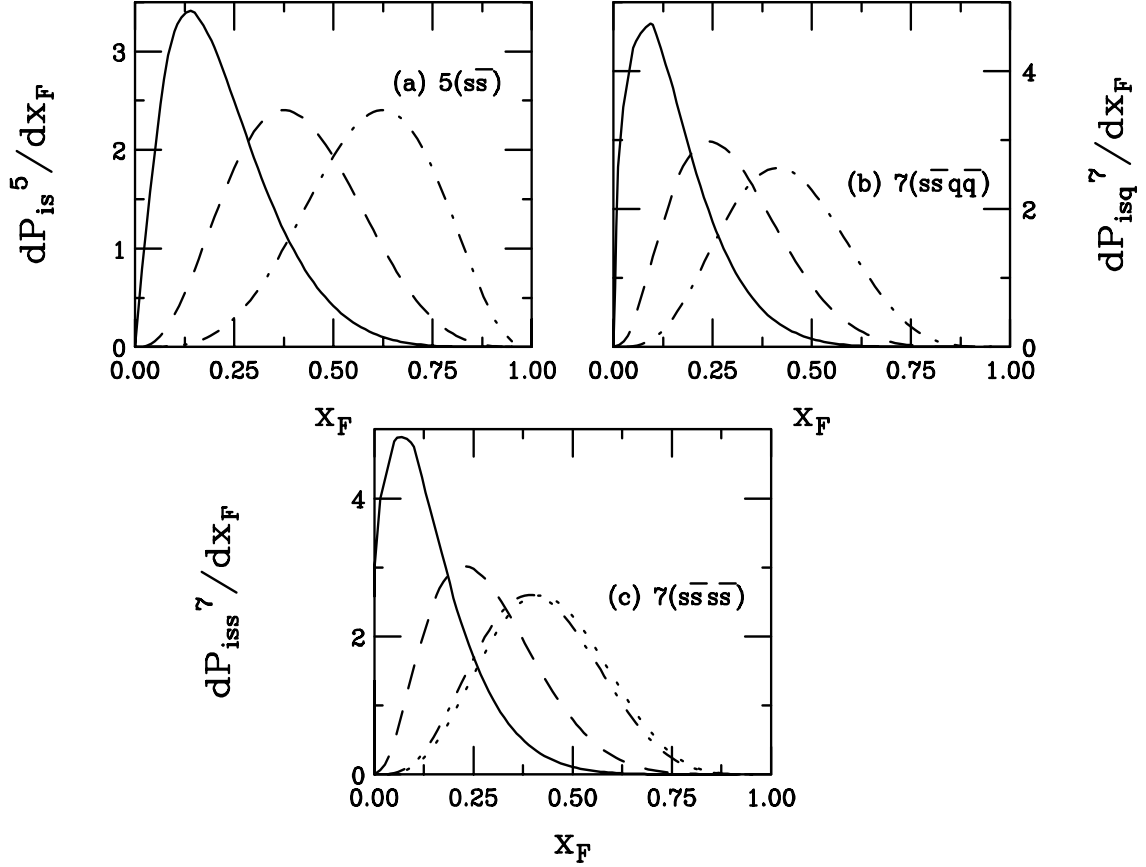 dP_is^5/dx_F
3
2
1
0
(a) 5(ss̅)
0.00 0.25 0.50 0.75 1.00
x_F
dP_isq^7/dx_F
4
2
0
(b) 7(ss̅qq̅)
0.00 0.25 0.50 0.75 1.00
x_F
dP_iss^7/dx_F
4
2
0
(c) 7(ss̅ss̅)
0.00 0.25 0.50 0.75 1.00
x_F